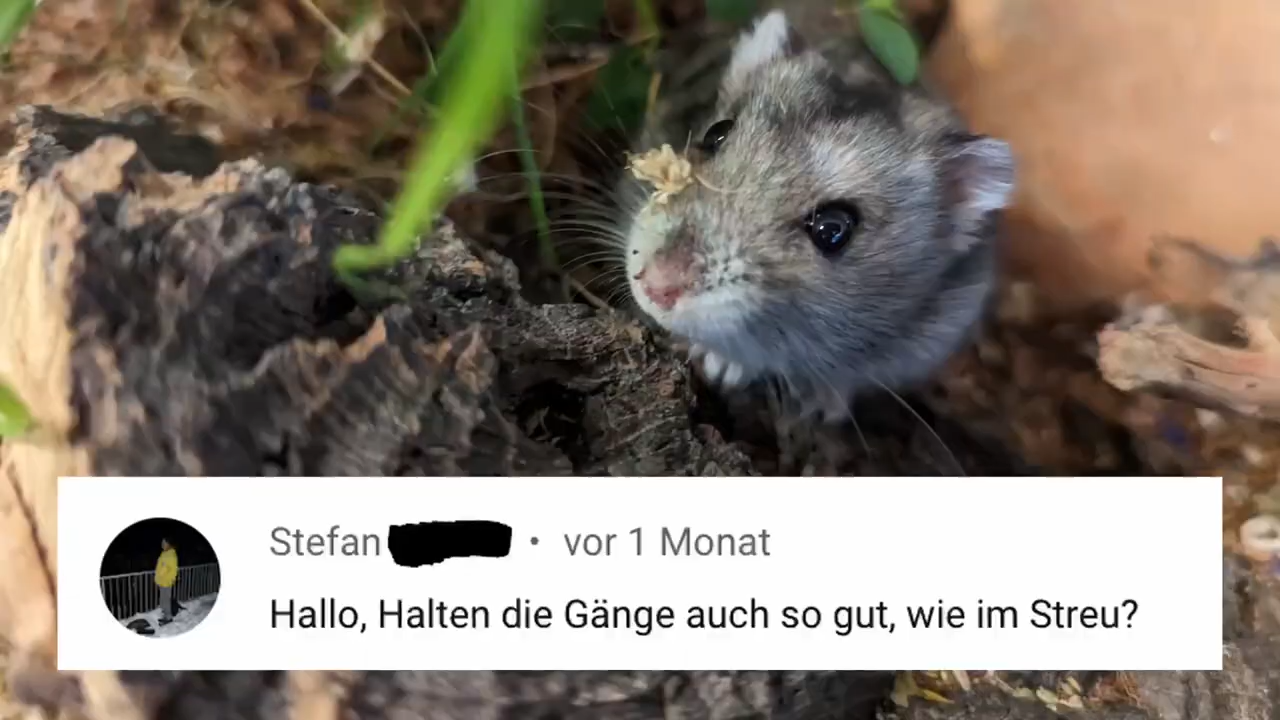 Stefan • vor 1 Monat
Hallo, Halten die Gänge auch so gut, wie im Streu?